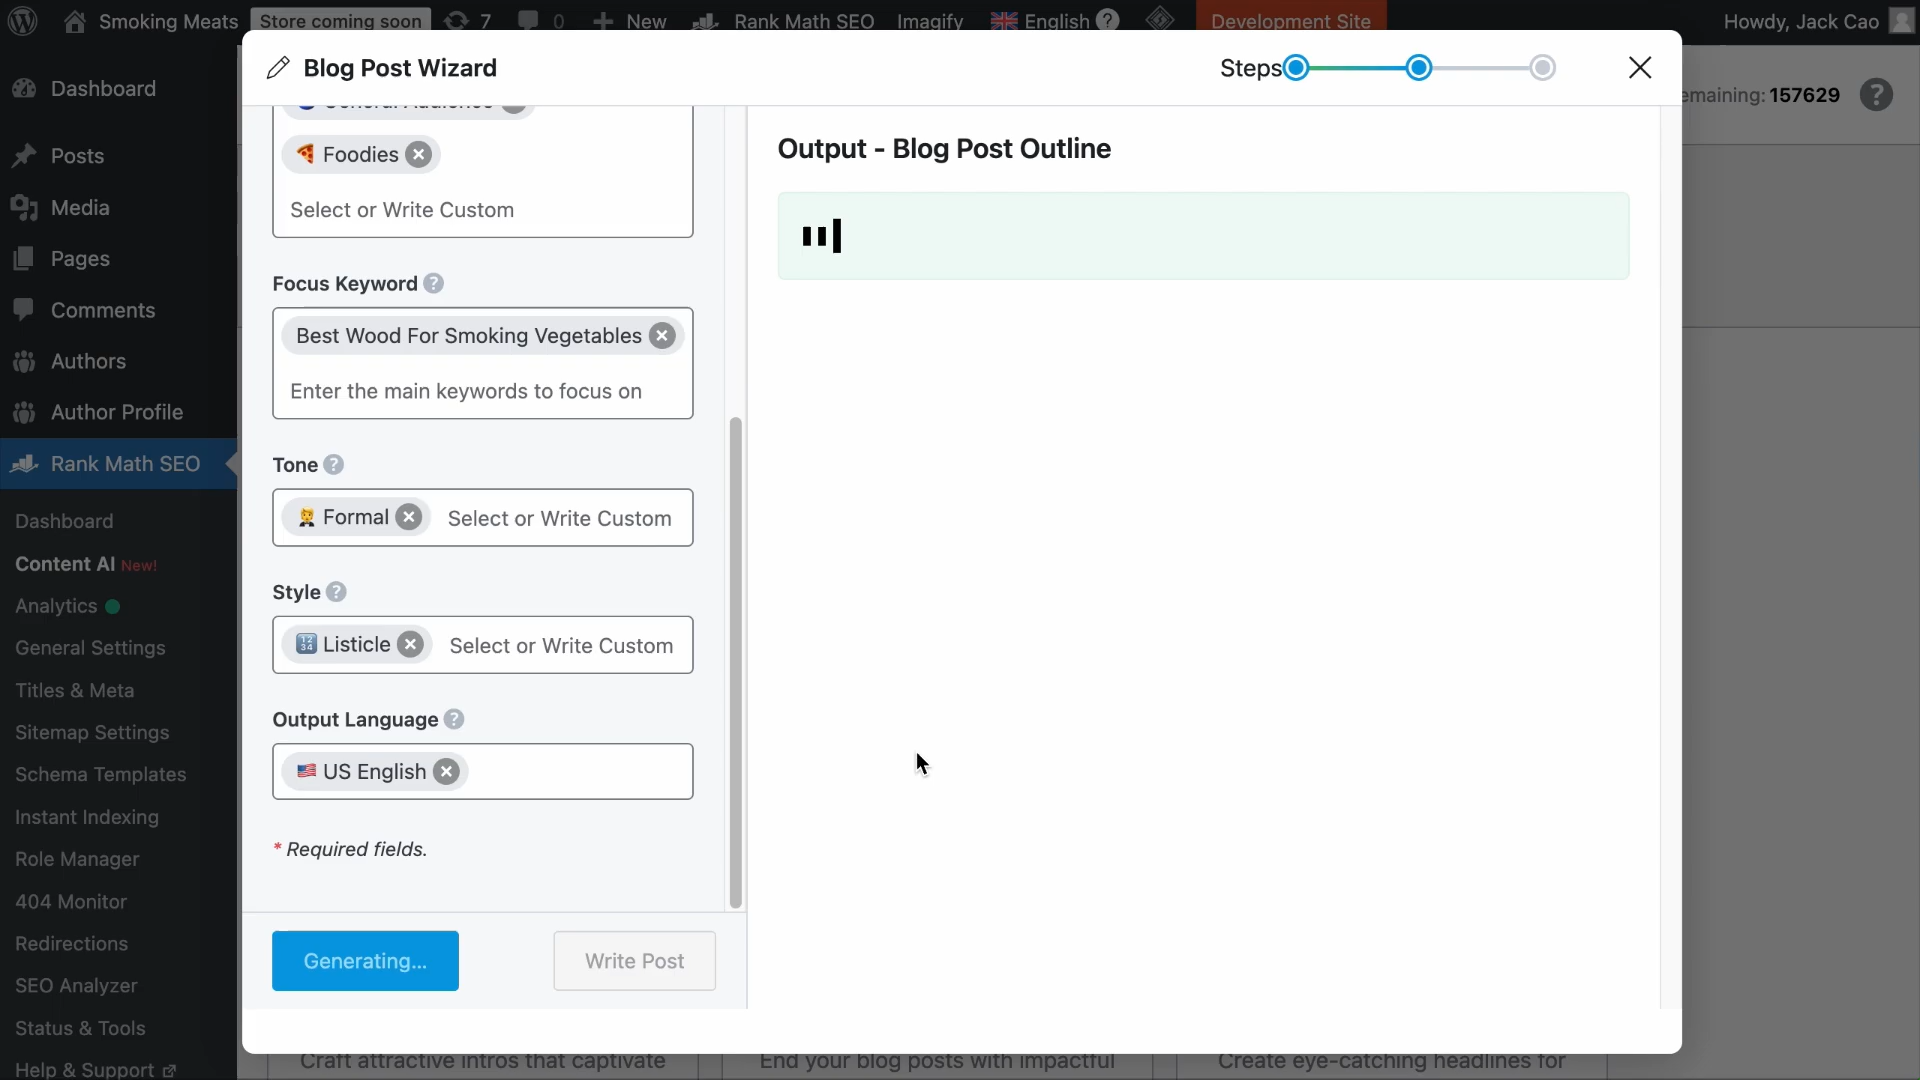 Smoking Meats
Store coming soon
7
0
New
Rank Math SEO
Imagify
English
?
Development Site
Howdy, Jack Cao
Blog Post Wizard
Steps
emaining: 157629
?
Dashboard
Posts
Media
Pages
Comments
Authors
Author Profile
Rank Math SEO
Dashboard
Content AI New!
Analytics
General Settings
Titles & Meta
Sitemap Settings
Schema Templates
Instant Indexing
Role Manager
404 Monitor
Redirections
SEO Analyzer
Status & Tools
Help & Support
General Audience
Foodies
Select or Write Custom
Focus Keyword ?
Best Wood For Smoking Vegetables
Enter the main keywords to focus on
Tone ?
Formal
Select or Write Custom
Style ?
Listicle
Select or Write Custom
Output Language ?
US English
* Required fields.
Generating...
Write Post
Output - Blog Post Outline
Craft attractive intros that captivate
End your blog posts with impactful
Create eye-catching headlines for